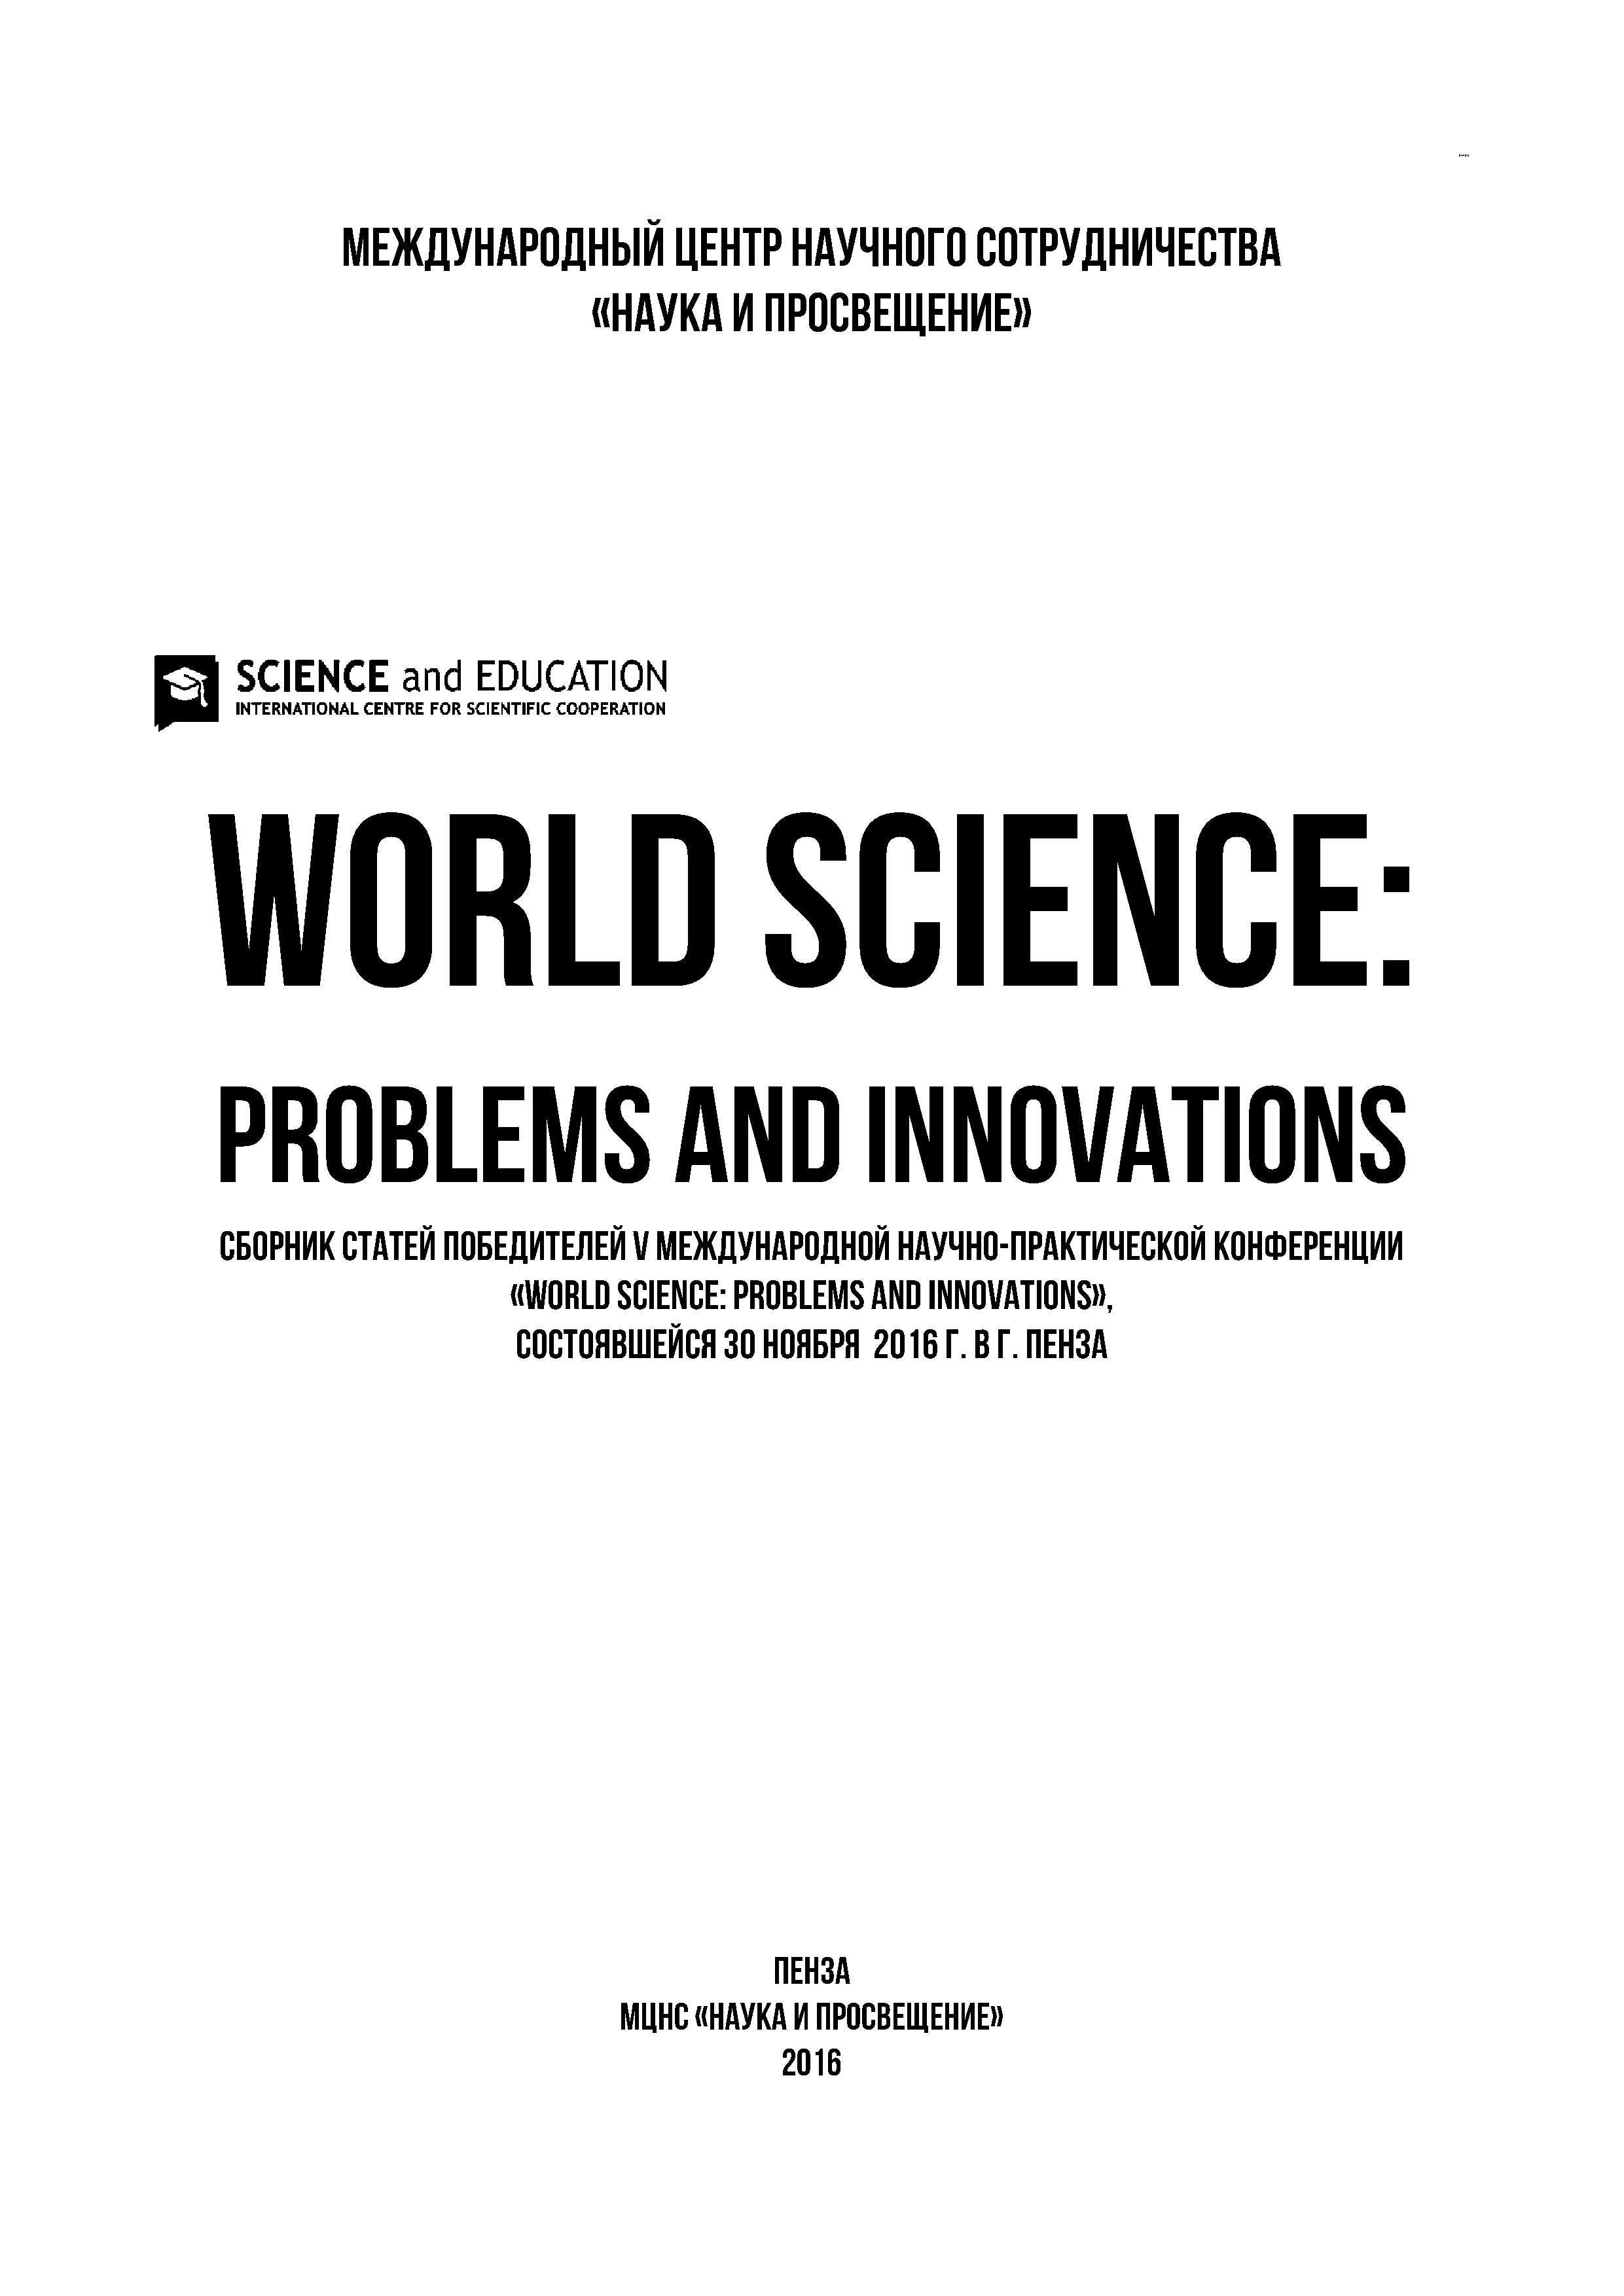 МЕЖДУНАРОДНЫЙ ЦЕНТР НАУЧНОГО СОТРУДНИЧЕСТВА
«НАУКА И ПРОСВЕЩЕНИЕ»
SCIENCE and EDUCATION
INTERNATIONAL CENTRE FOR SCIENTIFIC COOPERATION
WORLD SCIENCE:
PROBLEMS AND INNOVATIONS
СБОРНИК СТАТЕЙ ПОБЕДИТЕЛЕЙ V МЕЖДУНАРОДНОЙ НАУЧНО-ПРАКТИЧЕСКОЙ КОНФЕРЕНЦИИ
«WORLD SCIENCE: PROBLEMS AND INNOVATIONS»,
СОСТОЯВШЕЙСЯ 30 НОЯБРЯ 2016 Г. В Г. ПЕНЗА
ПЕНЗА
МЦНС «НАУКА И ПРОСВЕЩЕНИЕ»
2016